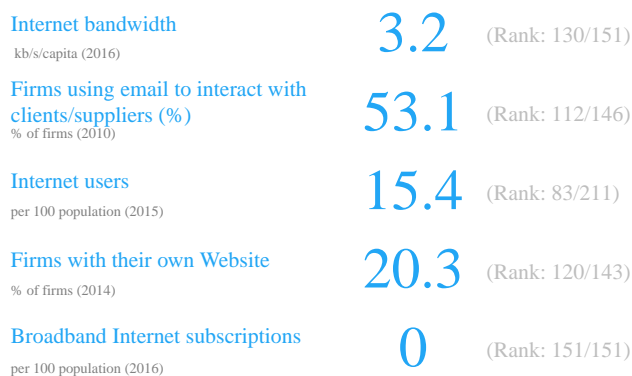 Internet bandwidth
kb/s/capita (2016)
3.2
(Rank: 130/151)
Firms using email to interact with
clients/suppliers (%)
% of firms (2010)
53.1
(Rank: 112/146)
Internet users
per 100 population (2015)
15.4
(Rank: 83/211)
Firms with their own Website
% of firms (2014)
20.3
(Rank: 120/143)
Broadband Internet subscriptions
per 100 population (2016)
0
(Rank: 151/151)